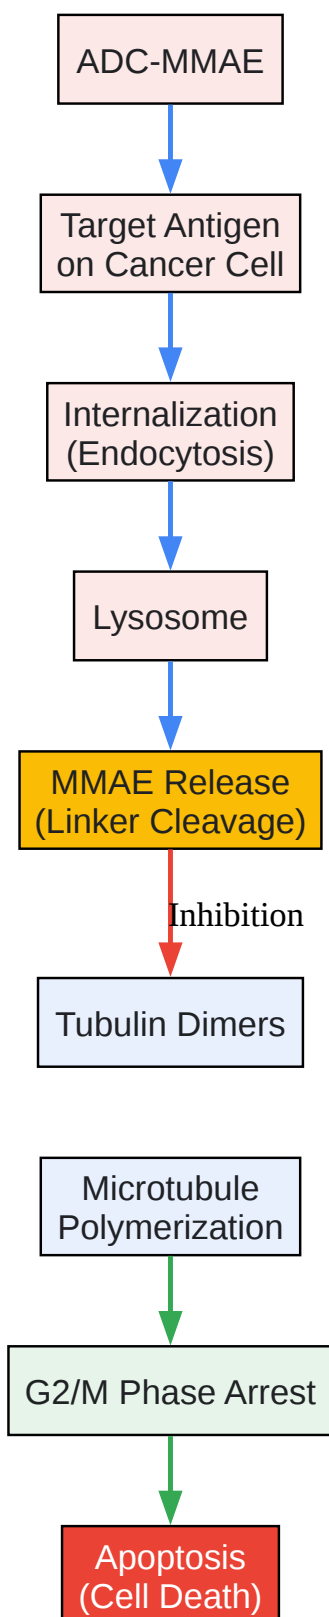 ADC-MMAE
Target Antigen
on Cancer Cell
Internalization
(Endocytosis)
Lysosome
MMAE Release
(Linker Cleavage)
Inhibition
Tubulin Dimers
Microtubule
Polymerization
G2/M Phase Arrest
Apoptosis
(Cell Death)